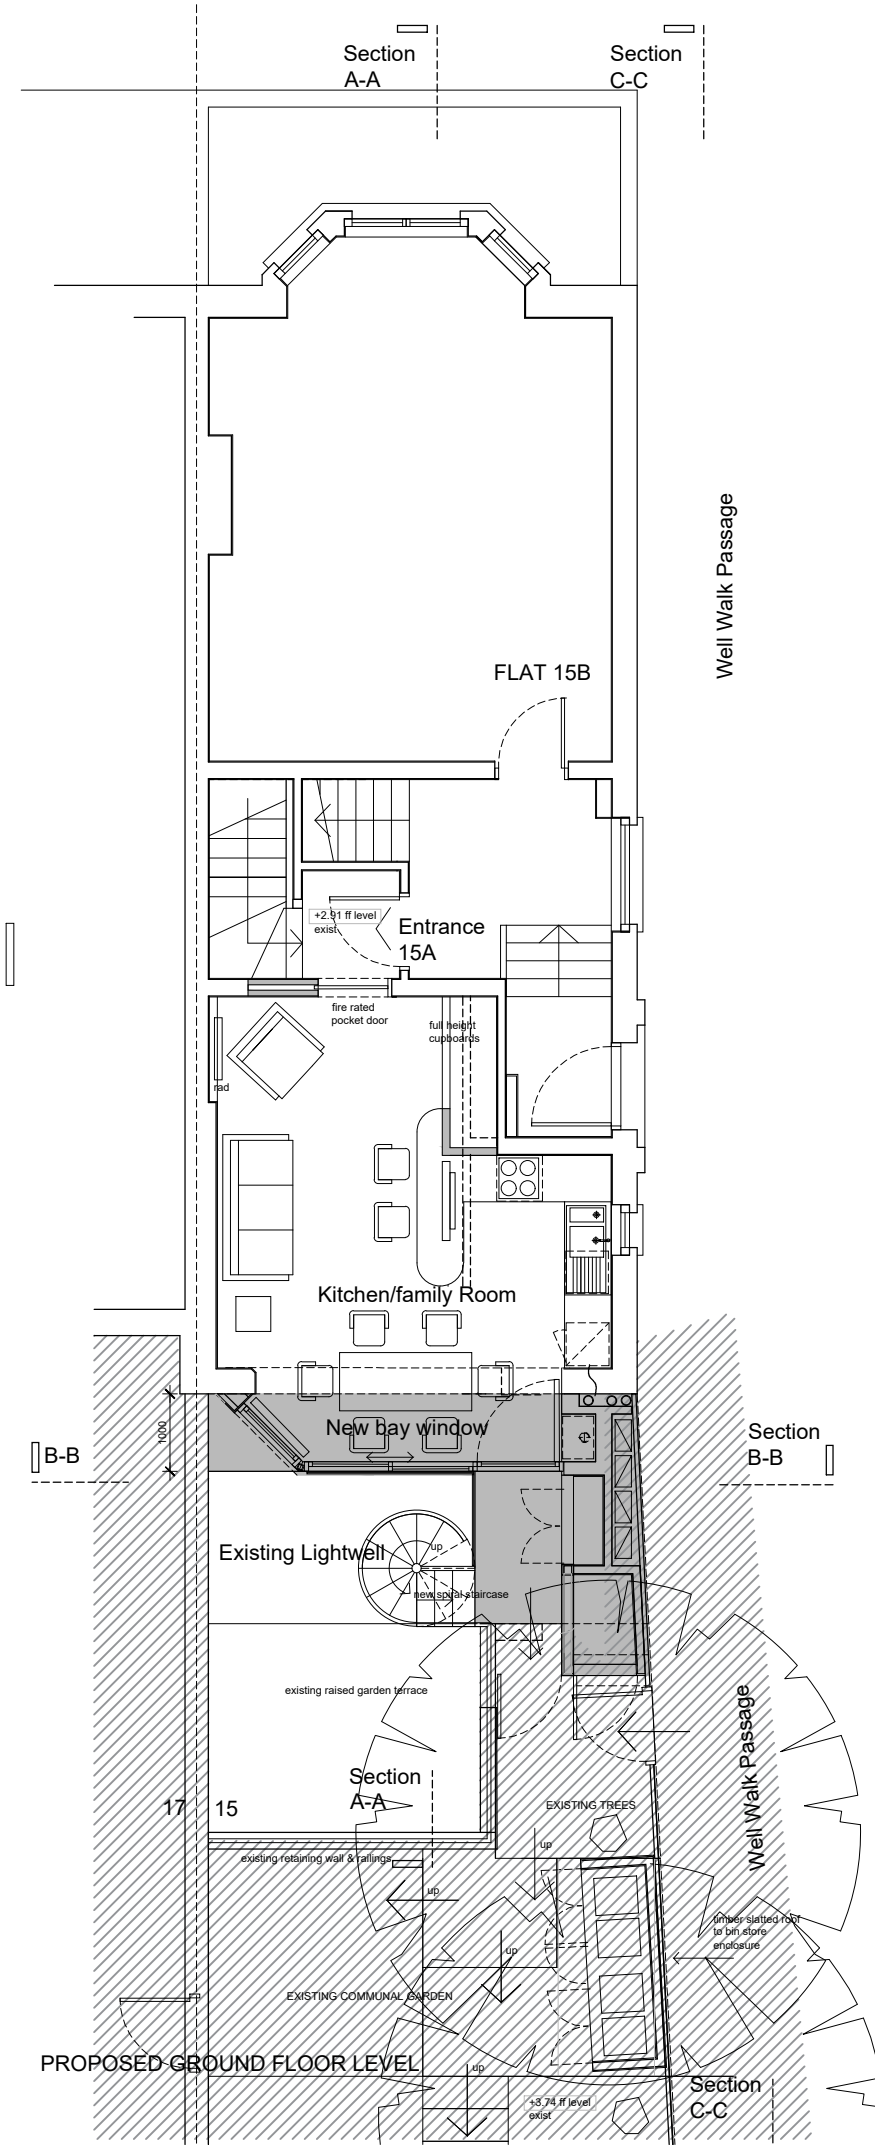 Section
A-A
Section
C-C
Well Walk Passage
FLAT 15B
+2.91 ff level
exist
Entrance
15A
fire rated
pocket door
full height
cupboards
rad
Kitchen/family Room
1000
New bay window
B-B
Section
B-B
Existing Lightwell
up
new spiral staircase
existing raised garden terrace
Well Walk Passage
Section
A-A
17
15
EXISTING TREES
up
existing retaining wall & railings
up
timber slatted roof
to bin store
enclosure
up
EXISTING COMMUNAL GARDEN
PROPOSED GROUND FLOOR LEVEL
up
Section
C-C
+3.74 ff level
exist